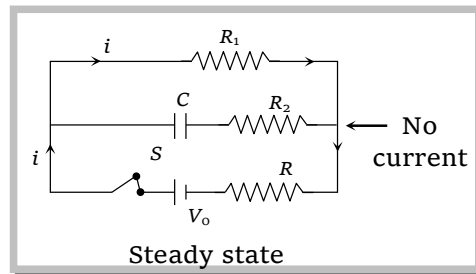 R₁
i
C
R₂
No
current
i
S
R
V₀
Steady state